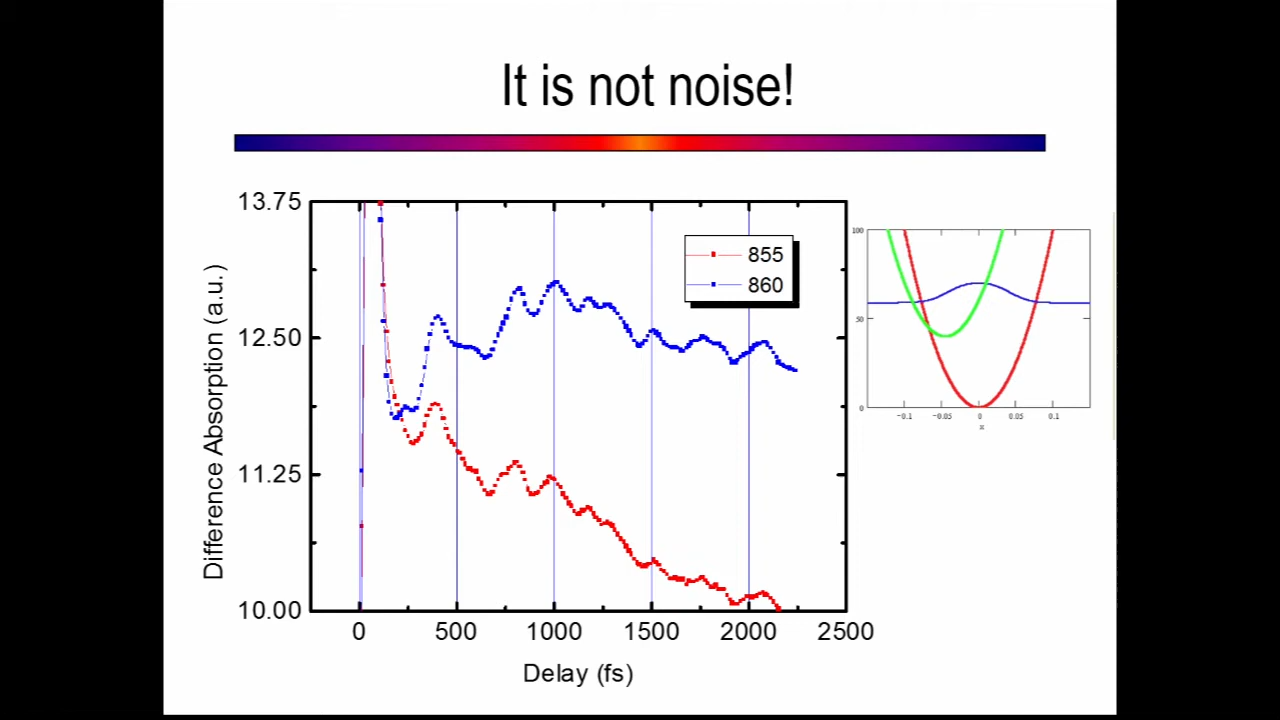 It is not noise!
13.75
12.50
11.25
10.00
Difference Absorption (a.u.)
855
860
0 500 1000 1500 2000 2500
Delay (fs)
100
50
0
-0.1 -0.05 0 0.05 0.1
x